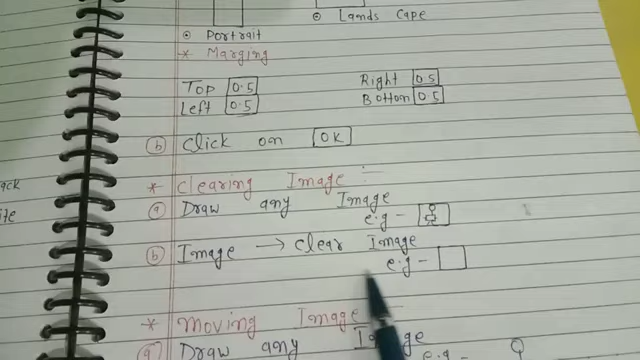 ⊙ Portrait
⊙ Lands Cape
* Marging
Top 0.5 Right 0.5
Left 0.5 Bottom 0.5
(b) Click on OK
* Clearing Image :-
(a) Draw any Image
e.g -
(b) Image → Clear Image
e.g -
* Moving Image
(a) Draw any Image
e.g -